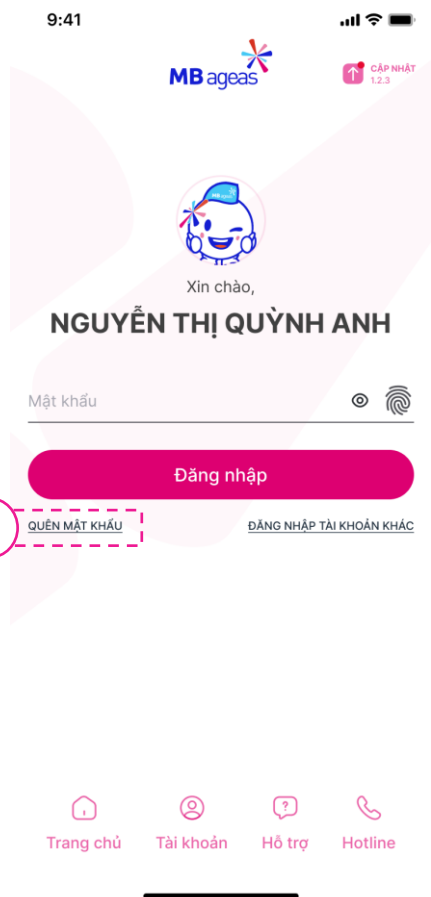 9:41
MB ageas
CẬP NHẬT
1.2.3
Xin chào,
NGUYỄN THỊ QUỲNH ANH
Mật khẩu
Đăng nhập
QUÊN MẬT KHẨU
ĐĂNG NHẬP TÀI KHOẢN KHÁC
Trang chủ
Tài khoản
Hỗ trợ
Hotline